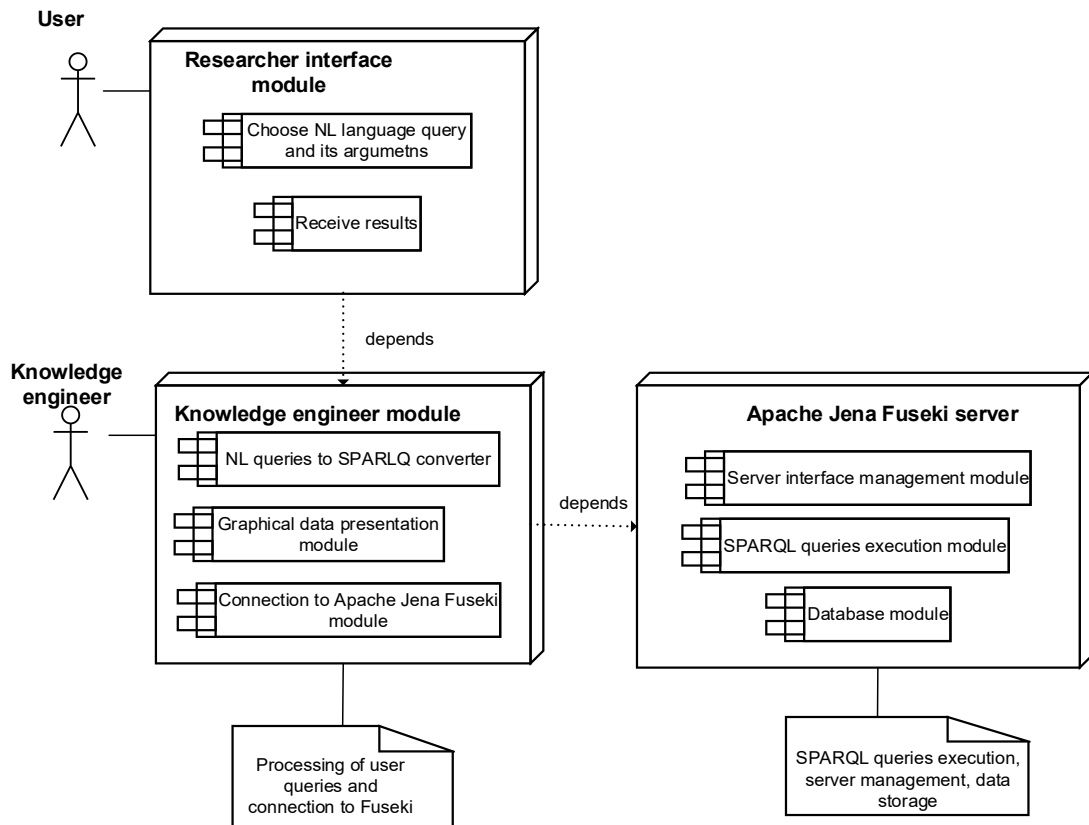 User
Researcher interface
module
Choose NL language query
and its argumetns
Receive results
depends
Knowledge
engineer
Knowledge engineer module
NL queries to SPARLQ converter
Graphical data presentation
module
Connection to Apache Jena Fuseki
module
depends
Apache Jena Fuseki server
Server interface management module
SPARQL queries execution module
Database module
Processing of user
queries and
connection to Fuseki
SPARQL queries execution,
server management, data
storage